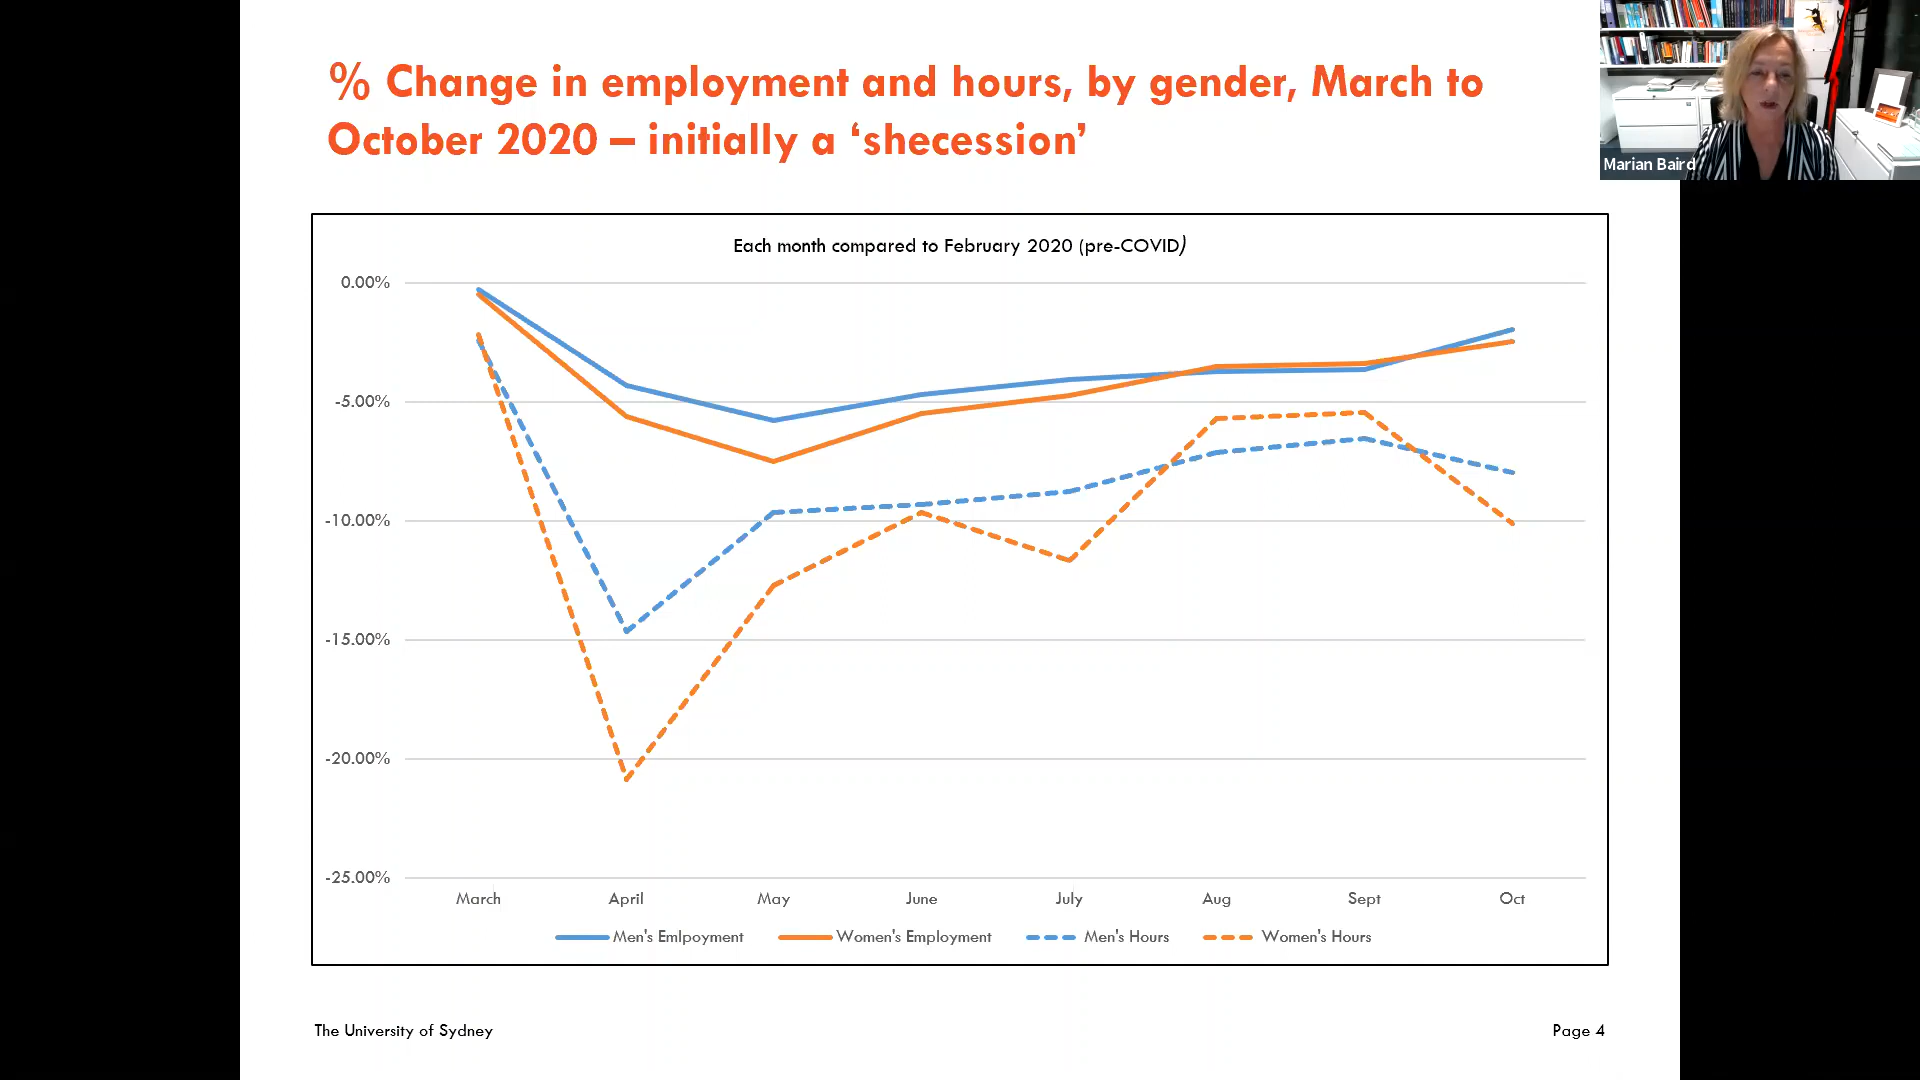 % Change in employment and hours, by gender, March to
October 2020 – initially a ‘shecession’
Marian Baird
Each month compared to February 2020 (pre-COVID)
0.00%
-5.00%
-10.00%
-15.00%
-20.00%
-25.00%
March April May June July Aug Sept Oct
Men's Emlpoyment Women's Employment Men's Hours Women's Hours
The University of Sydney Page 4